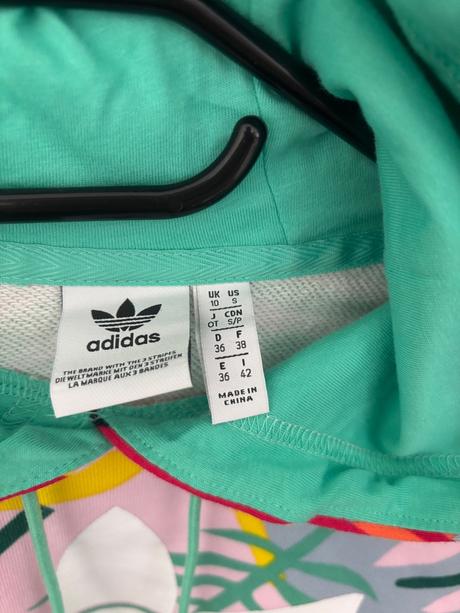 adidas
THE BRAND WITH THE 3 STRIPES
DIE WELTMARKE MIT DEN 3 STREIFEN
LA MARQUE AUX 3 BANDES
UK US
10 S
J CDN
OT S/P
D F
36 38
E I
36 42
MADE IN
CHINA